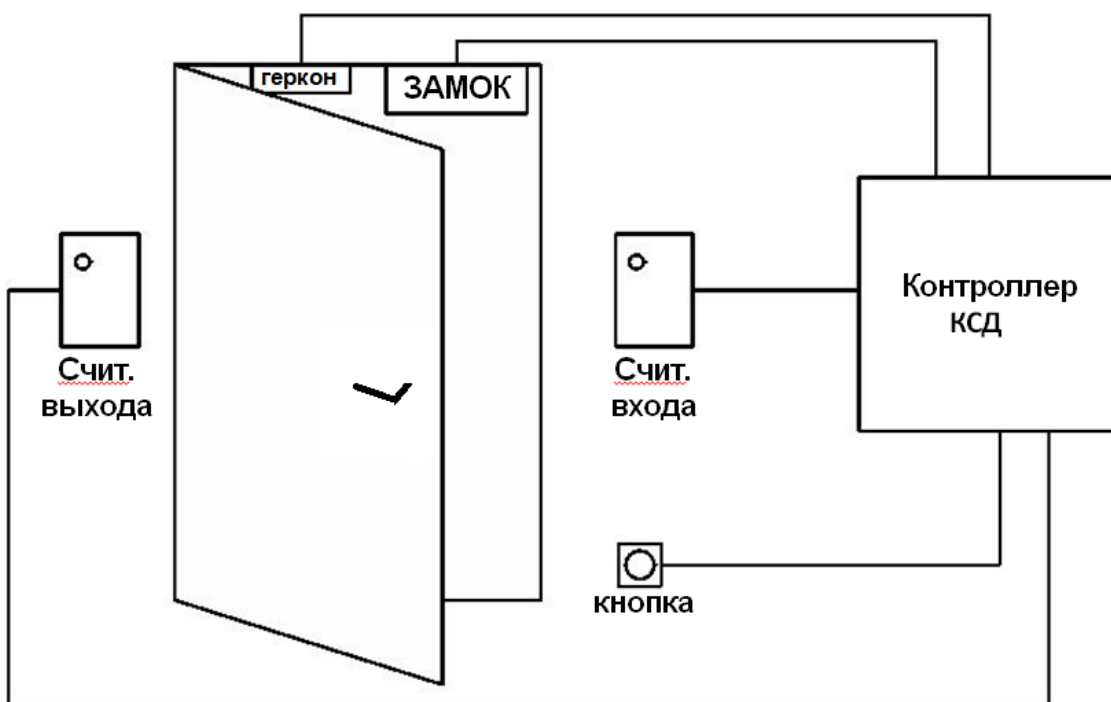 геркон
ЗАМОК
Контроллер
КСД
Счит.
выхода
Счит.
входа
кнопка